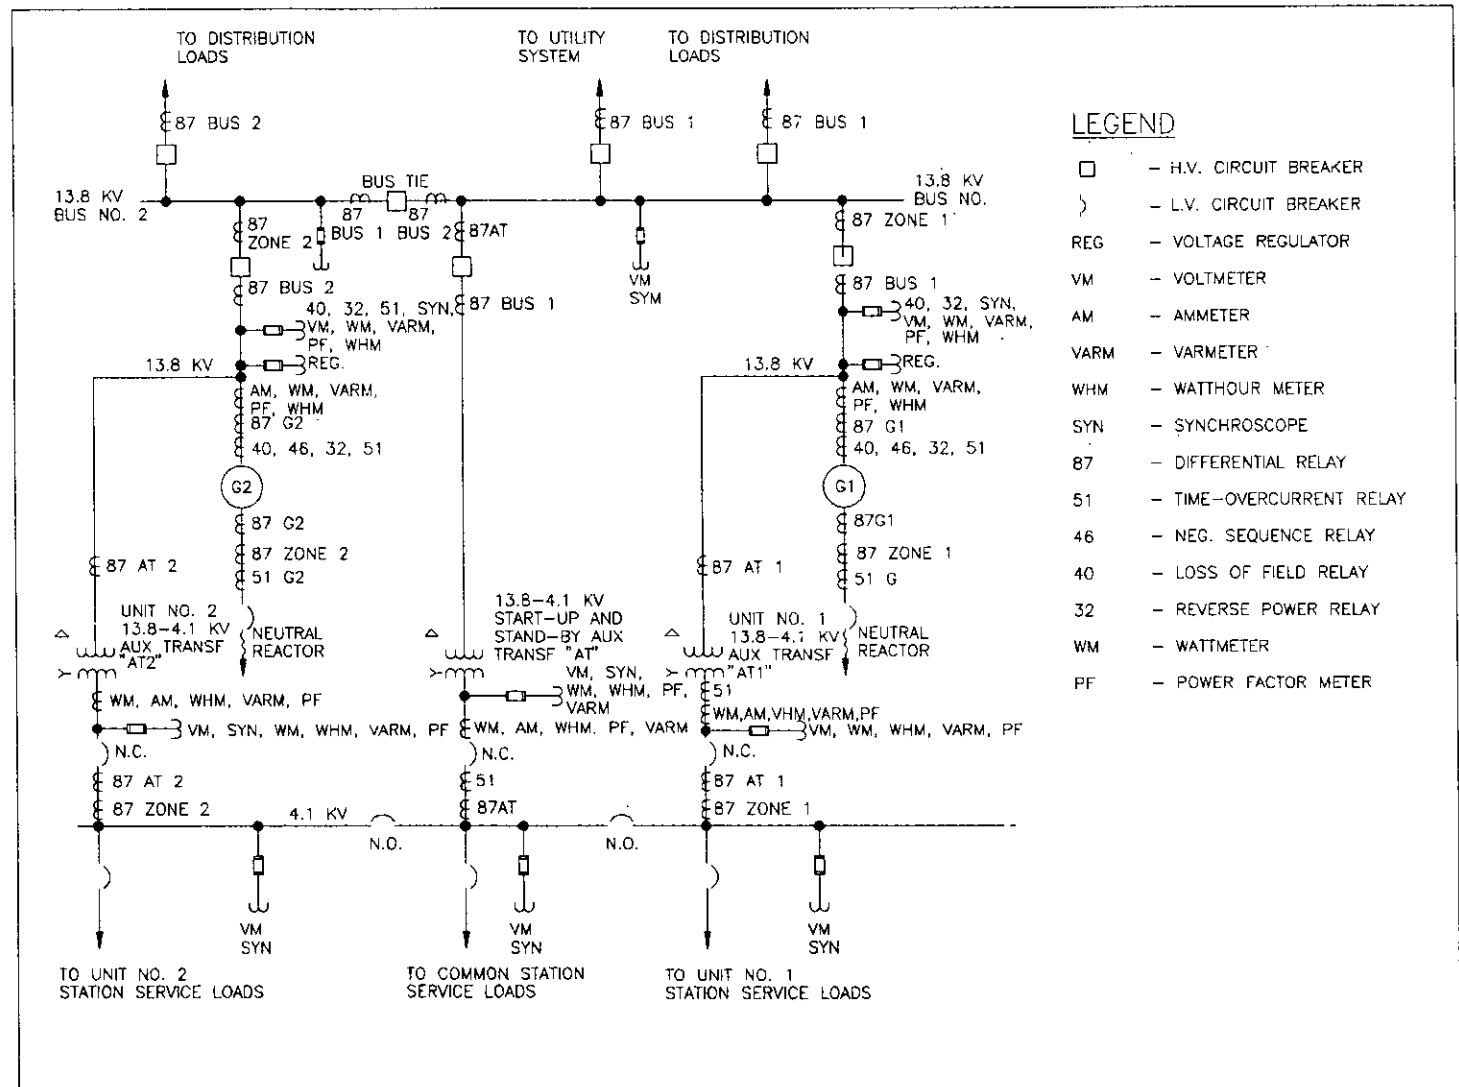 TO DISTRIBUTION
LOADS
TO UTILITY
SYSTEM
TO DISTRIBUTION
LOADS
87 BUS 2
87 BUS 1
87 BUS 1
BUS TIE
13.8 KV
BUS NO. 2
13.8 KV
BUS NO.
87
ZONE 2
87
BUS 1
87
BUS 2
87AT
87 ZONE 1
VM
SYM
87 BUS 2
87 BUS 1
87 BUS 1
40, 32, 51, SYN,
VM, WM, VARM,
PF, WHM
40, 32, SYN,
VM, WM, VARM,
PF, WHM
13.8 KV
REG.
13.8 KV
REG.
AM, WM, VARM,
PF, WHM
87 G2
40, 46, 32, 51
AM, WM, VARM,
PF, WHM
87 G1
40, 46, 32, 51
G2
G1
87 G2
87 ZONE 2
51 G2
87G1
87 ZONE 1
51 G
87 AT 2
87 AT 1
UNIT NO. 2
13.8-4.1 KV
AUX TRANSF
"AT2"
NEUTRAL
REACTOR
13.8-4.1 KV
START-UP AND
STAND-BY AUX
TRANSF "AT"
UNIT NO. 1
13.8-4.1 KV
AUX TRANSF
"AT1"
NEUTRAL
REACTOR
△
Y
△
Y
△
Y
VM, SYN,
WM, WHM, PF,
VARM
51
WM, AM, WHM, VARM, PF
VM, SYN, WM, WHM, VARM, PF
WM, AM, WHM. PF, VARM
WM,AM,VHM,VARM,PF
VM, WM, WHM, VARM, PF
N.C.
N.C.
N.C.
87 AT 2
87 ZONE 2
51
87AT
87 AT 1
87 ZONE 1
4.1 KV
N.O.
N.O.
VM
SYN
VM
SYN
VM
SYN
TO UNIT NO. 2
STATION SERVICE LOADS
TO COMMON STATION
SERVICE LOADS
TO UNIT NO. 1
STATION SERVICE LOADS
LEGEND
- H.V. CIRCUIT BREAKER
- L.V. CIRCUIT BREAKER
REG - VOLTAGE REGULATOR
VM - VOLTMETER
AM - AMMETER
VARM - VARMETER
WHM - WATTHOUR METER
SYN - SYNCHROSCOPE
87 - DIFFERENTIAL RELAY
51 - TIME-OVERCURRENT RELAY
46 - NEG. SEQUENCE RELAY
40 - LOSS OF FIELD RELAY
32 - REVERSE POWER RELAY
WM - WATTMETER
PF - POWER FACTOR METER